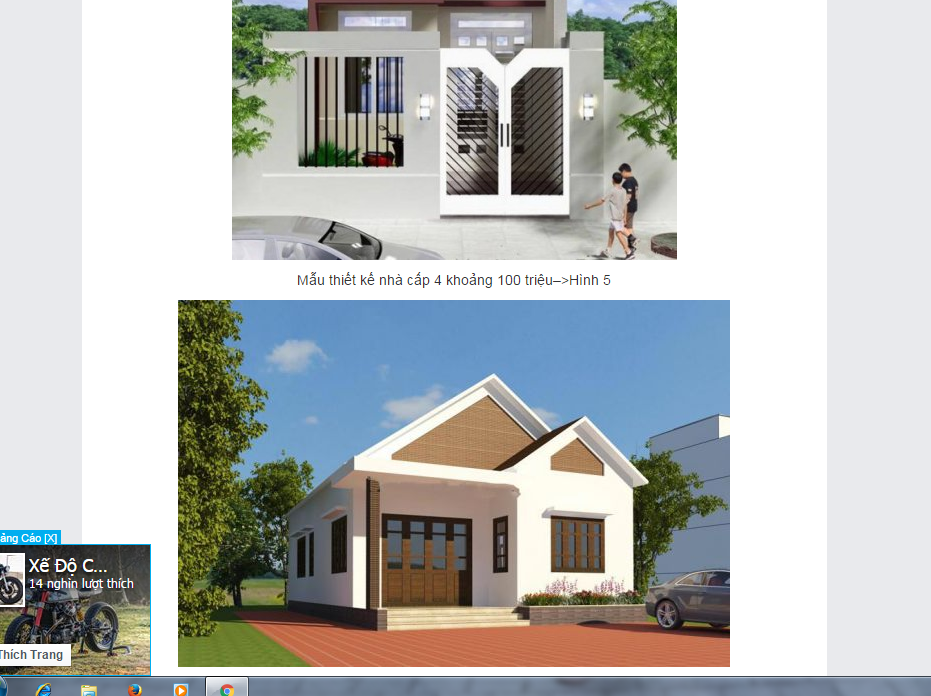 Mẫu thiết kế nhà cấp 4 khoảng 100 triệu–>Hình 5
ảng Cáo [X]
Xế Độ C...
14 nghìn lượt thích
Thích Trang